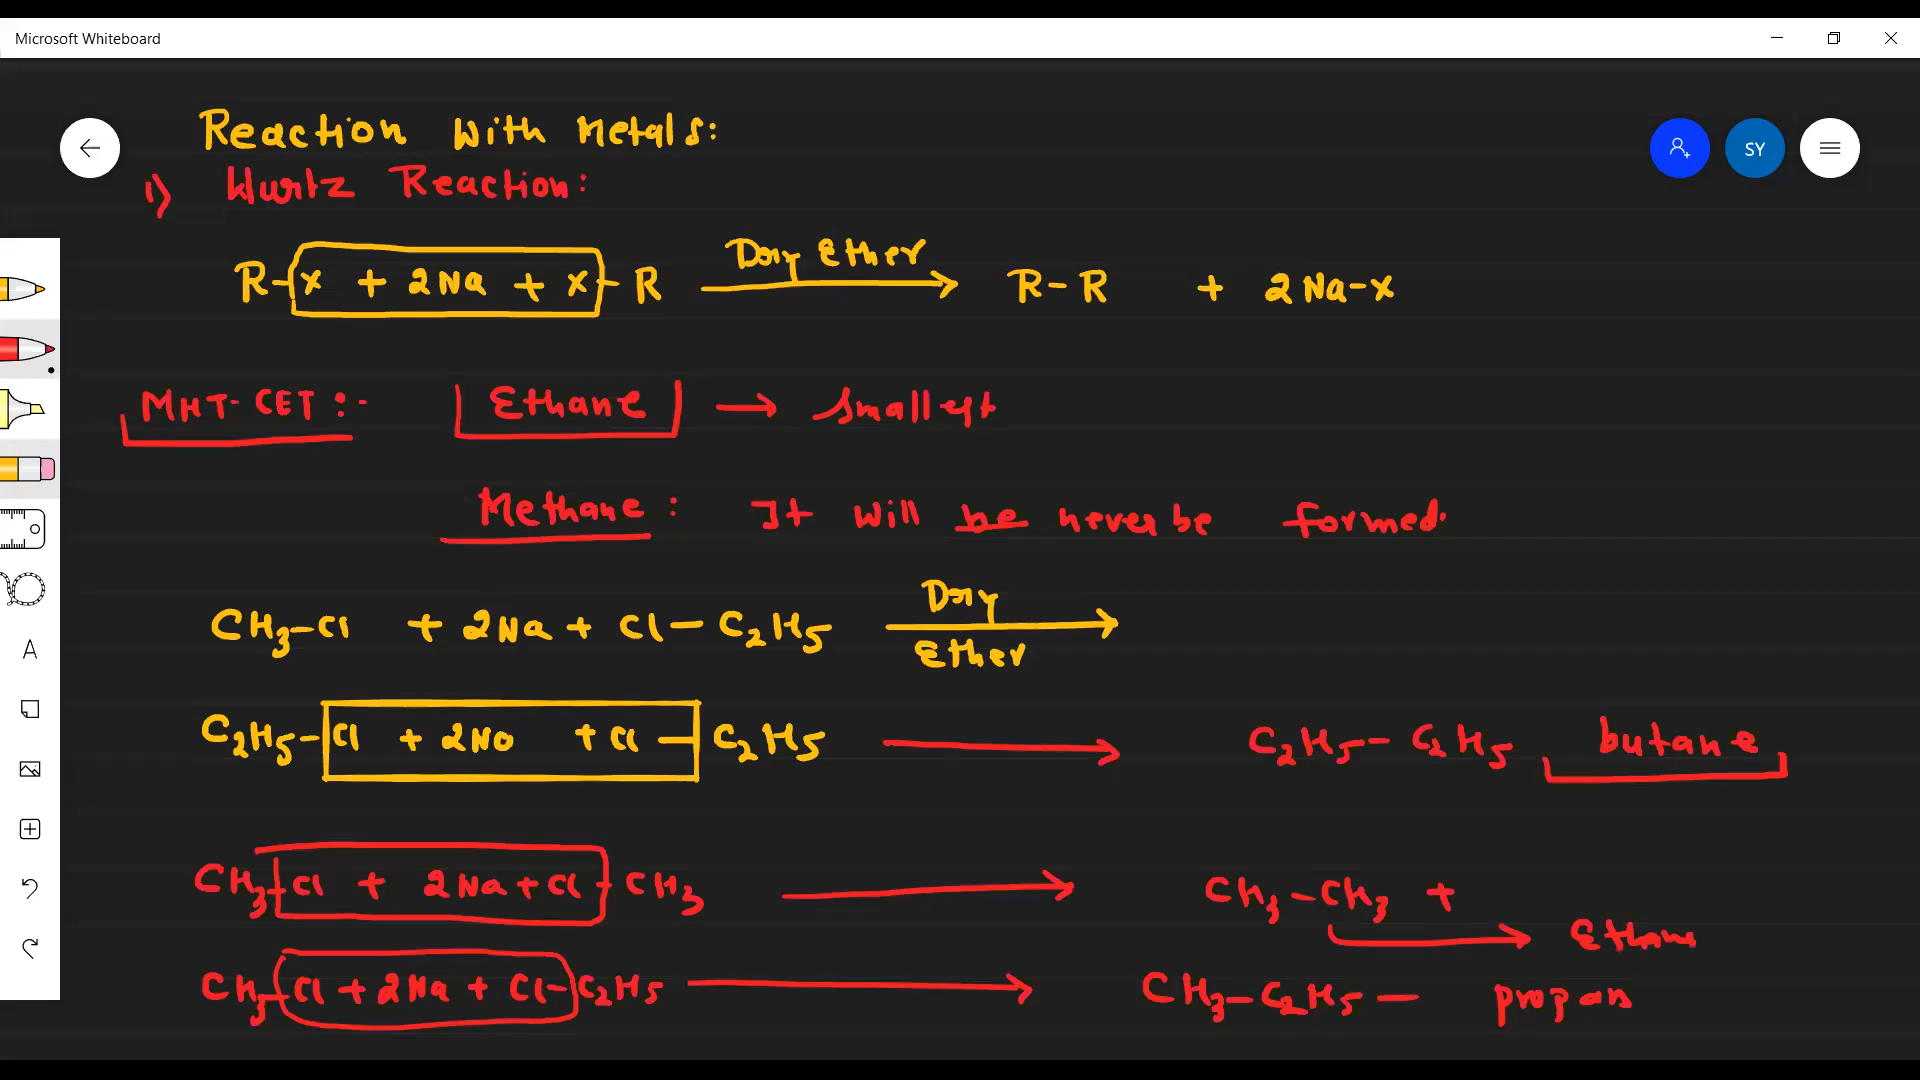 Microsoft Whiteboard
SY
Reaction With Metals:
1) Wurtz Reaction:
R-X + 2Na + X-R Dry Ether → R-R + 2Na-X
MHT-CET :- Ethane → Smallest
Methane : It will be never be formed.
CH3-Cl + 2Na + Cl-C2H5 Dry Ether →
C2H5-Cl + 2Na + Cl-C2H5 → C2H5-C2H5 butane
CH3-Cl + 2Na + Cl-CH3 → CH3-CH3 +
→ Ethane
CH3-Cl + 2Na + Cl-C2H5 → CH3-C2H5 - propan
A